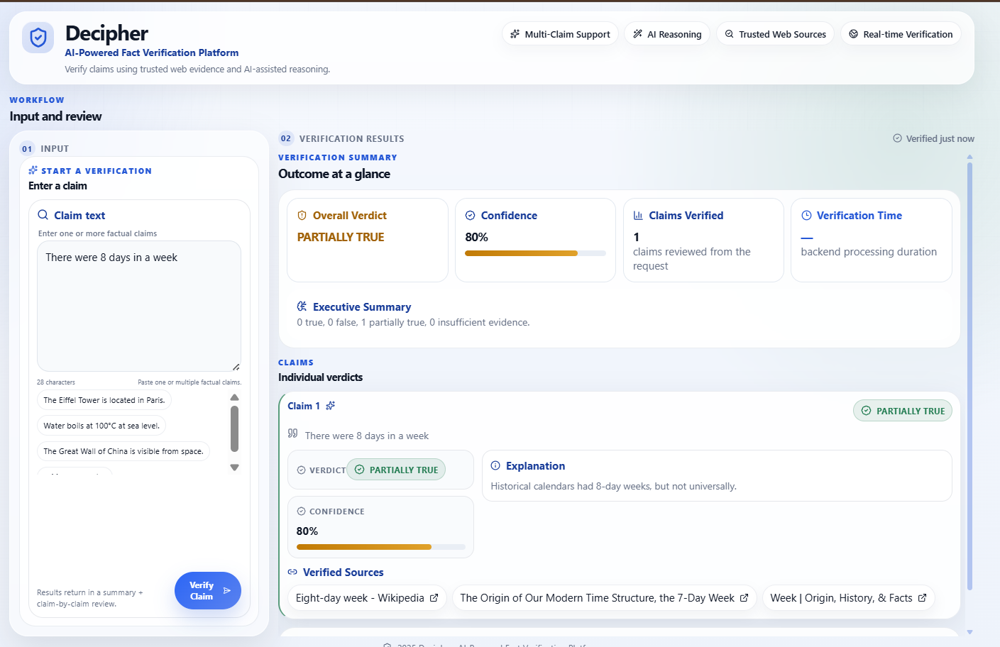 Decipher
AI-Powered Fact Verification Platform
Verify claims using trusted web evidence and AI-assisted reasoning.
Multi-Claim Support
AI Reasoning
Trusted Web Sources
Real-time Verification
WORKFLOW
Input and review
01 INPUT
START A VERIFICATION
Enter a claim
Claim text
Enter one or more factual claims
There were 8 days in a week
28 characters
Paste one or multiple factual claims.
The Eiffel Tower is located in Paris.
Water boils at 100°C at sea level.
The Great Wall of China is visible from space.
Results return in a summary +
claim-by-claim review.
Verify
Claim
02 VERIFICATION RESULTS
Verified just now
VERIFICATION SUMMARY
Outcome at a glance
Overall Verdict
PARTIALLY TRUE
Confidence
80%
Claims Verified
1
claims reviewed from the
request
Verification Time
—
backend processing duration
Executive Summary
0 true, 0 false, 1 partially true, 0 insufficient evidence.
CLAIMS
Individual verdicts
Claim 1
PARTIALLY TRUE
There were 8 days in a week
VERDICT
PARTIALLY TRUE
CONFIDENCE
80%
Explanation
Historical calendars had 8-day weeks, but not universally.
Verified Sources
Eight-day week - Wikipedia
The Origin of Our Modern Time Structure, the 7-Day Week
Week | Origin, History, & Facts